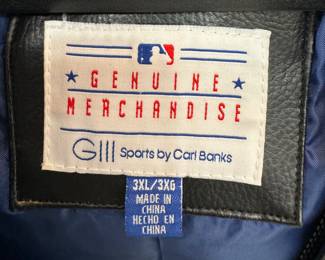 GENUINE
MERCHANDISE
GIII Sports by Carl Banks
3XL/3XG
MADE IN
CHINA
HECHO EN
CHINA